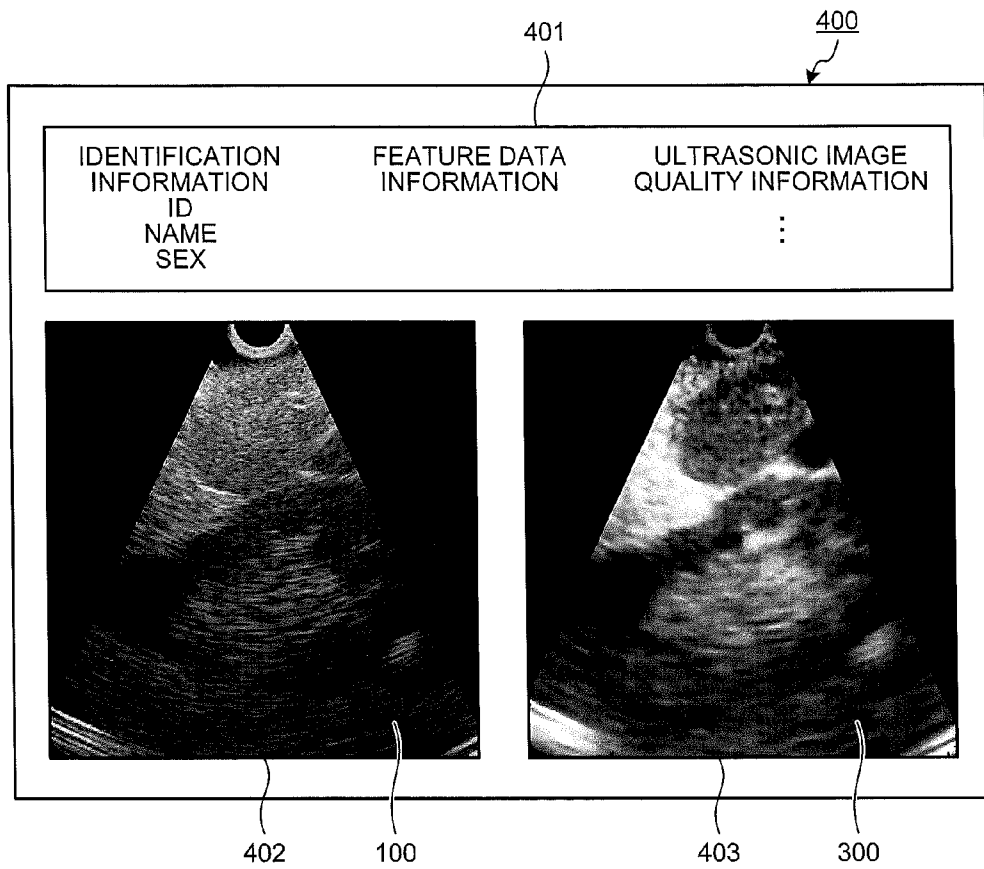 401
400
IDENTIFICATION
INFORMATION
ID
NAME
SEX
FEATURE DATA
INFORMATION
ULTRASONIC IMAGE
QUALITY INFORMATION
⋮
402
100
403
300